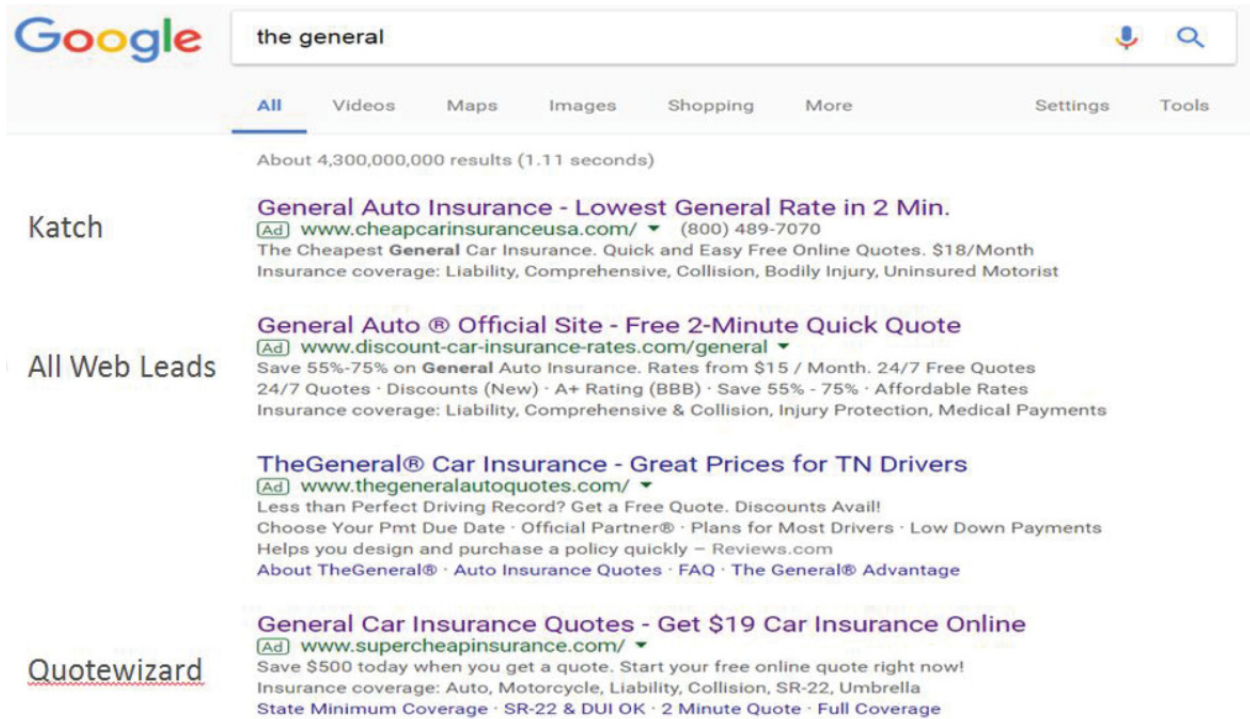 Google
the general
All Videos Maps Images Shopping More Settings Tools
About 4,300,000,000 results (1.11 seconds)
Katch
General Auto Insurance - Lowest General Rate in 2 Min.
Ad www.cheapcarinsuranceusa.com/ (800) 489-7070
The Cheapest General Car Insurance. Quick and Easy Free Online Quotes. $18/Month
Insurance coverage: Liability, Comprehensive, Collision, Bodily Injury, Uninsured Motorist
All Web Leads
General Auto ® Official Site - Free 2-Minute Quick Quote
Ad www.discount-car-insurance-rates.com/general
Save 55%-75% on General Auto Insurance. Rates from $15 / Month. 24/7 Free Quotes
24/7 Quotes · Discounts (New) · A+ Rating (BBB) · Save 55% - 75% · Affordable Rates
Insurance coverage: Liability, Comprehensive & Collision, Injury Protection, Medical Payments
TheGeneral® Car Insurance - Great Prices for TN Drivers
Ad www.thegeneralautoquotes.com/
Less than Perfect Driving Record? Get a Free Quote. Discounts Avail!
Choose Your Pmt Due Date · Official Partner® · Plans for Most Drivers · Low Down Payments
Helps you design and purchase a policy quickly – Reviews.com
About TheGeneral® · Auto Insurance Quotes · FAQ · The General® Advantage
Quotewizard
General Car Insurance Quotes - Get $19 Car Insurance Online
Ad www.supercheapinsurance.com/
Save $500 today when you get a quote. Start your free online quote right now!
Insurance coverage: Auto, Motorcycle, Liability, Collision, SR-22, Umbrella
State Minimum Coverage · SR-22 & DUI OK · 2 Minute Quote · Full Coverage